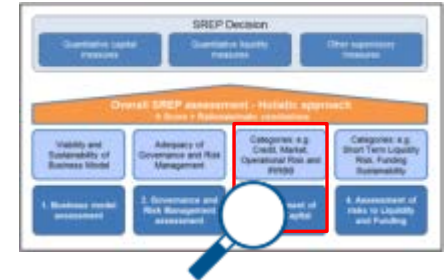 SREP Decision
Quantitative capital measures
Quantitative liquidity measures
Other supervisory measures
Overall SREP assessment - Holistic approach
Viability and Sustainability of Business Model
Adequacy of Governance and Risk Management
Categories: e.g. Credit, Market, Operational Risk and IRRBB
Categories: e.g. Short Term Liquidity Risk, Funding Sustainability
1. Business model assessment
2. Governance and Risk Management assessment
ment of
Capital
4. Assessment of risks to Liquidity and Funding